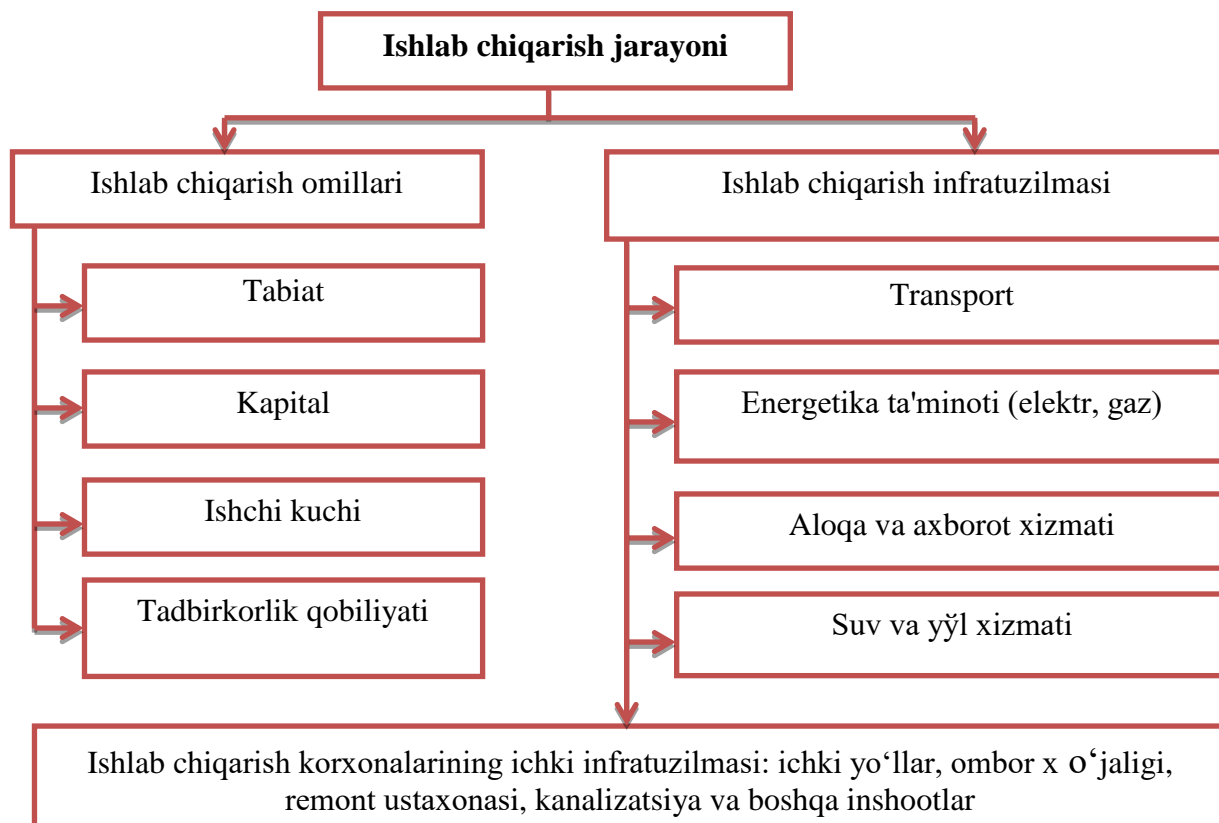 Ishlab chiqarish jarayoni
Ishlab chiqarish omillari
Tabiat
Kapital
Ishchi kuchi
Tadbirkorlik qobiliyati
Ishlab chiqarish infratuzilmasi
Transport
Energetika ta'minoti (elektr, gaz)
Aloqa va axborot xizmati
Suv va yўl xizmati
Ishlab chiqarish korxonalarining ichki infratuzilmasi: ichki yo‘llar, ombor x o‘jaligi,
remont ustaxonasi, kanalizatsiya va boshqa inshootlar